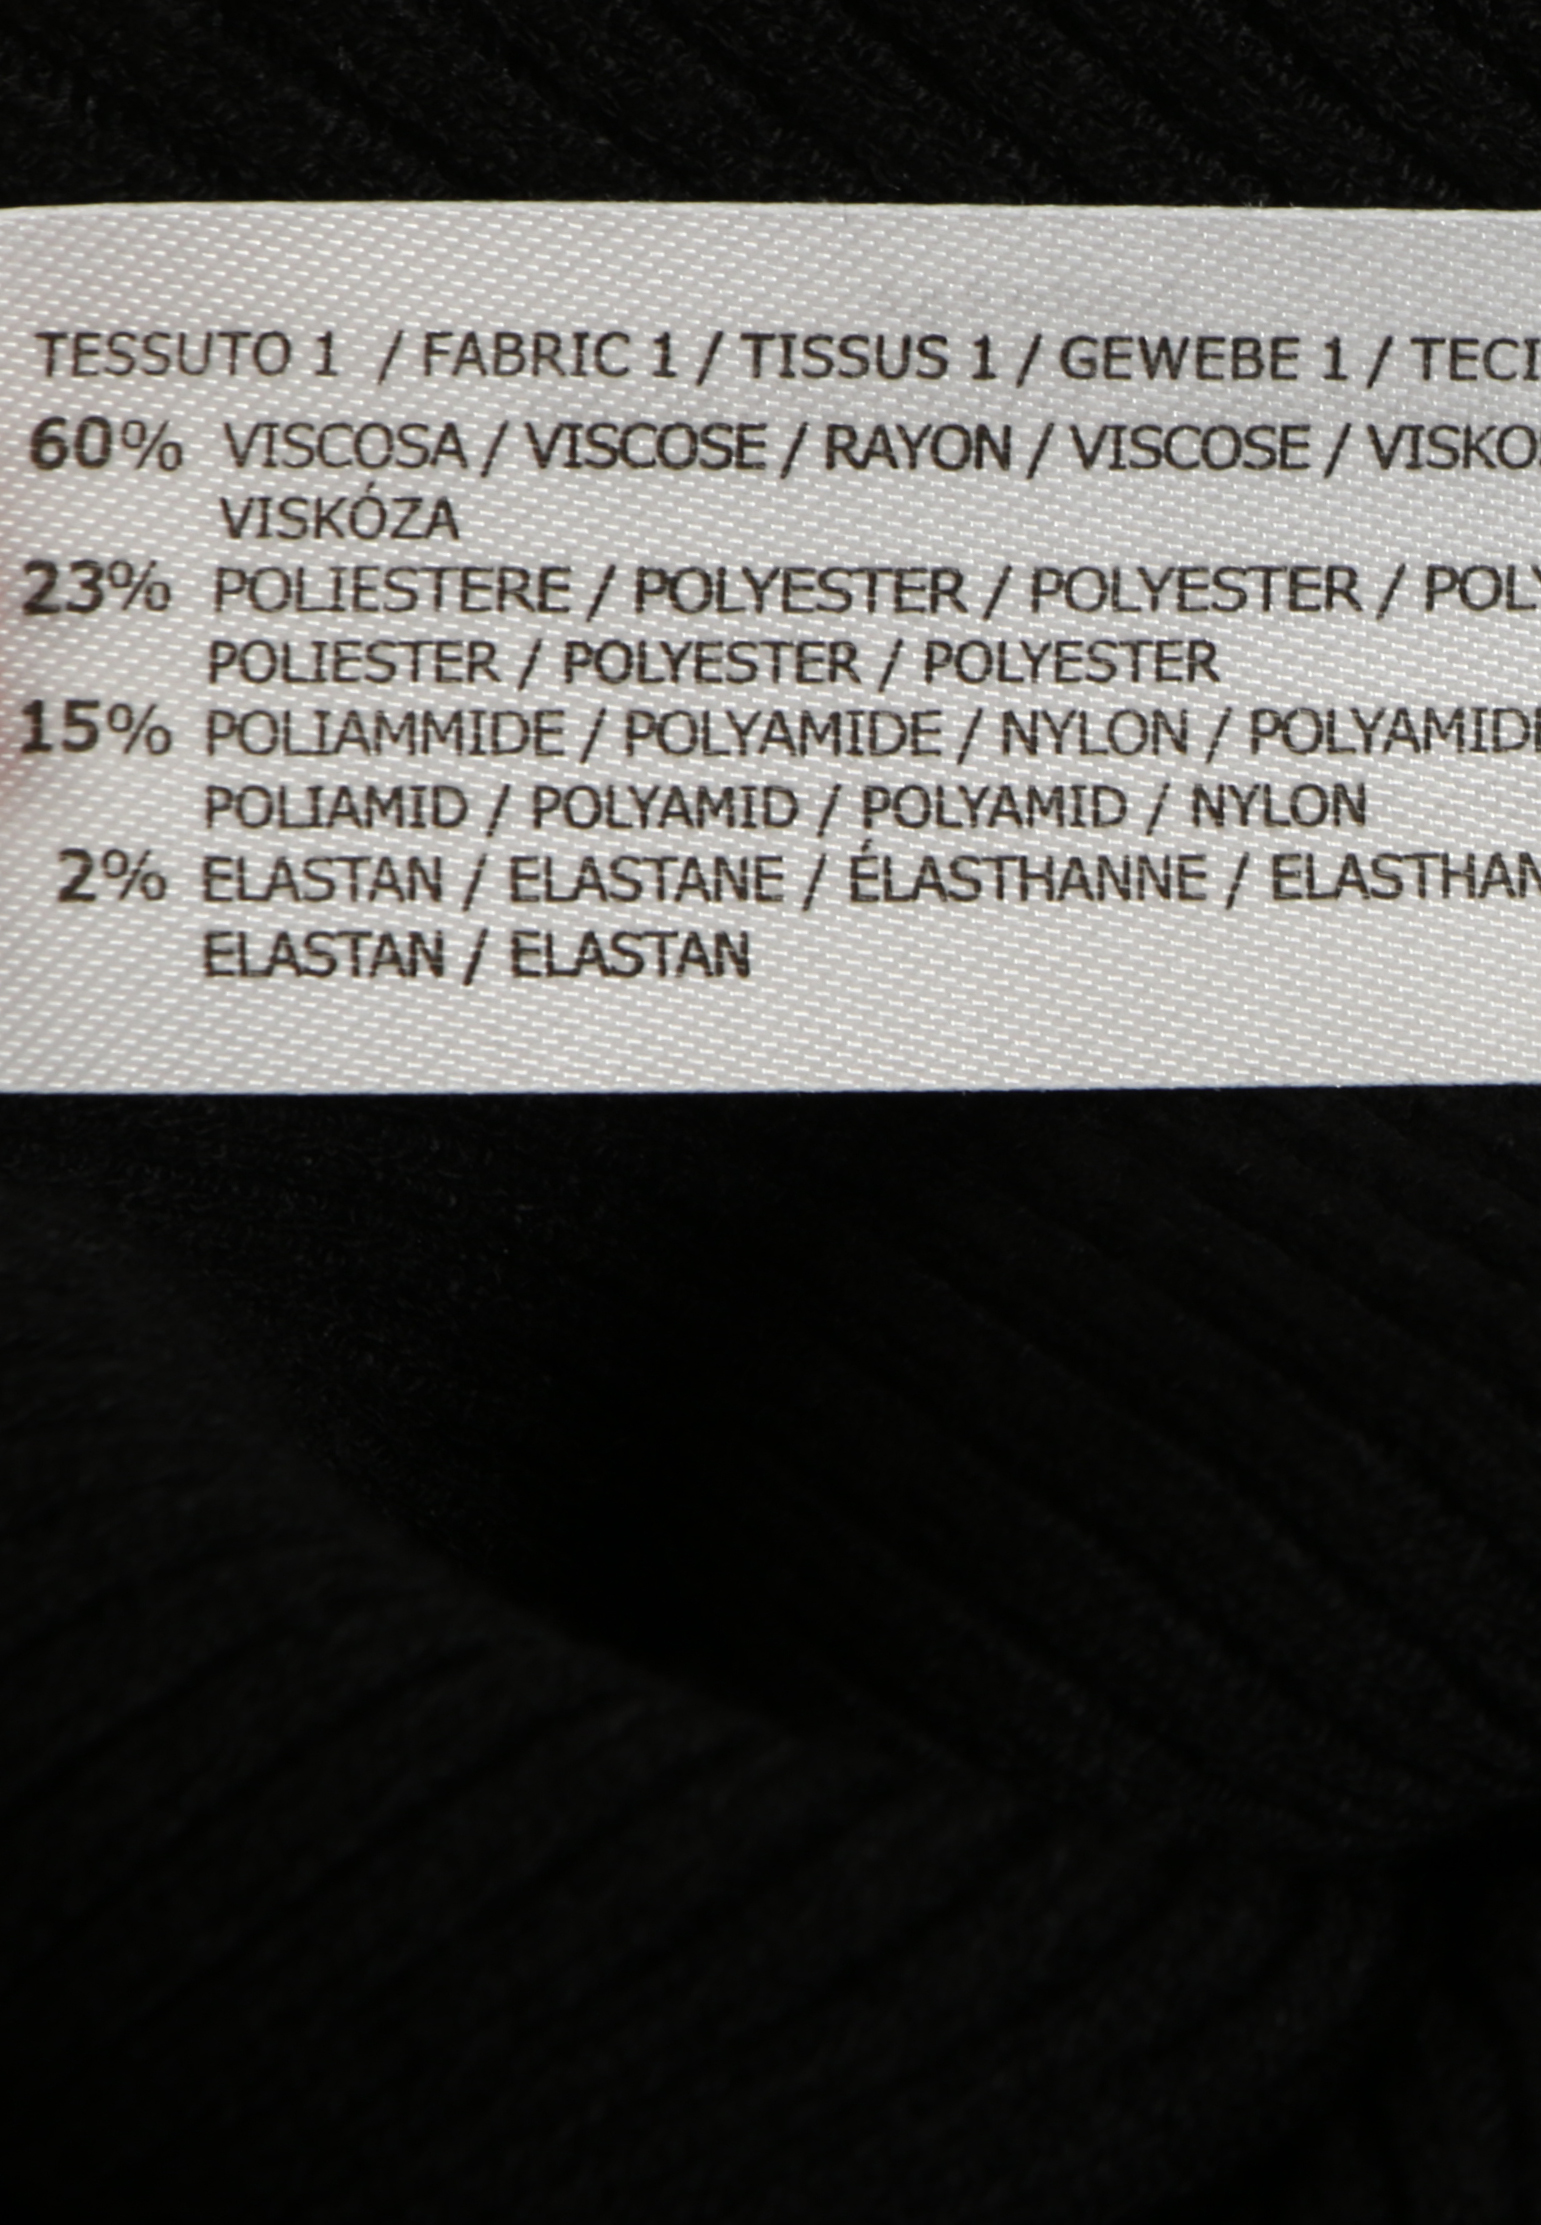 TESSUTO 1 / FABRIC 1 / TISSUS 1 / GEWEBE 1 /
60% VISCOSA / VISCOSE / RAYON / VISCOSE /
VISKÓZA
23% POLIESTERE / POLYESTER / POLYESTER /
POLIESTER / POLYESTER / POLYESTER
15% POLIAMMIDE / POLYAMIDE / NYLON /
POLIAMID / POLYAMID / POLYAMID / NYLON
2% ELASTAN / ELASTANE / ÉLASTHANNE /
ELASTAN / ELASTAN